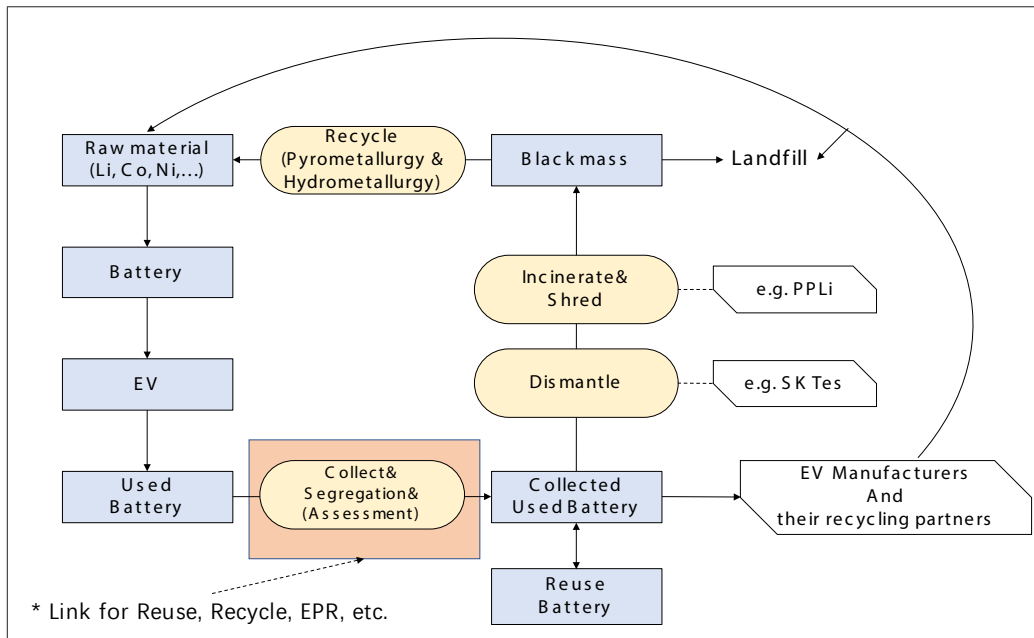 Raw material
(Li, Co, Ni,...)
Recycle
(Pyrometallurgy &
Hydrometallurgy)
Blackmass
Landfill
Battery
Incinerate&
Shred
e.g. PPLi
EV
Dismantle
e.g. SK Tes
Used
Battery
Collect&
Segregation&
(Assessment)
Collected
Used Battery
EV Manufacturers
And
their recycling partners
Reuse
Battery
* Link for Reuse, Recycle, EPR, etc.